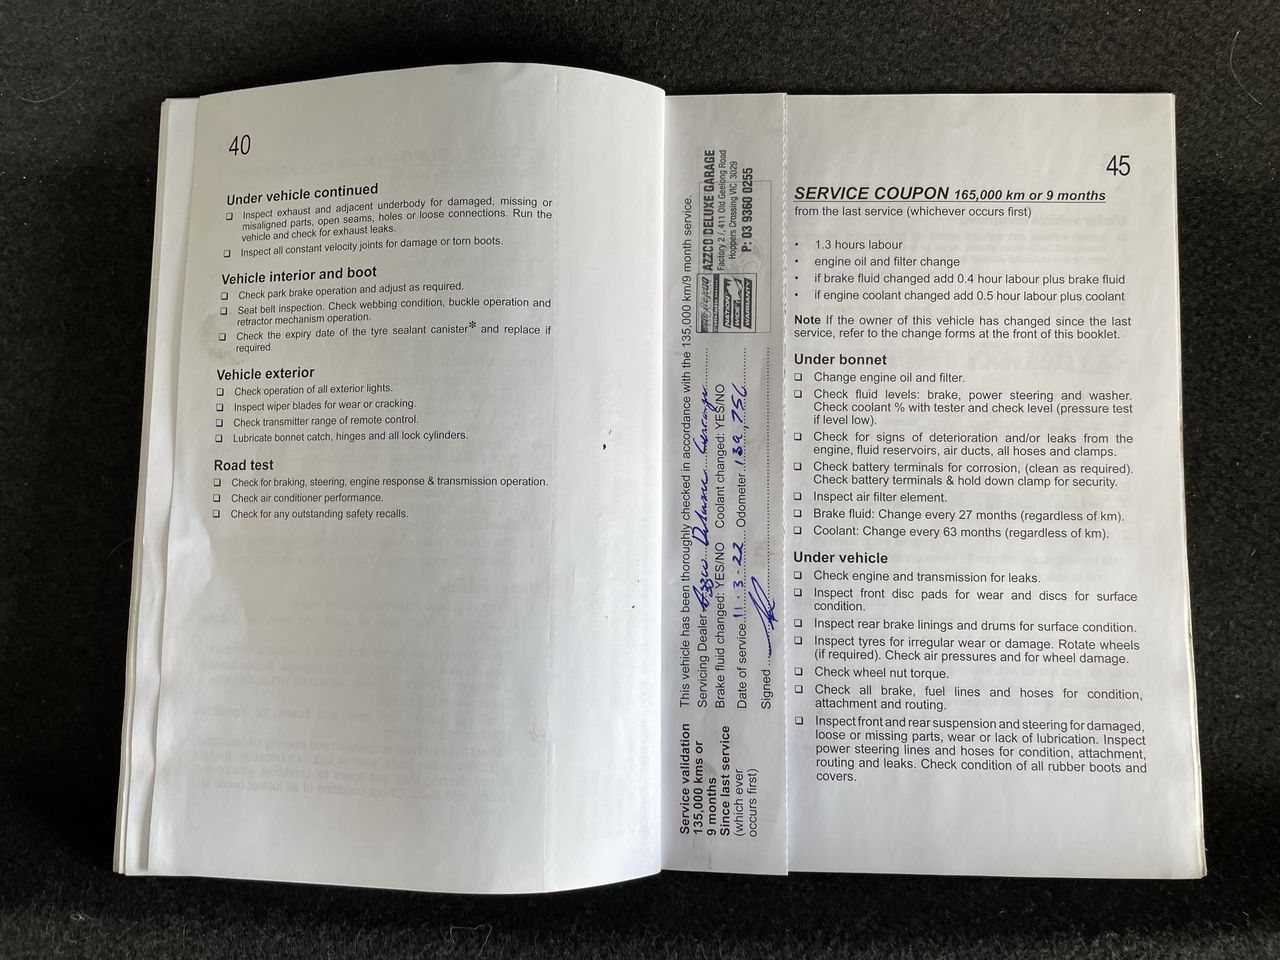 40
Under vehicle continued
❑ Inspect exhaust and adjacent underbody for damaged, missing or
misaligned parts, open seams, holes or loose connections. Run the
vehicle and check for exhaust leaks.
❑ Inspect all constant velocity joints for damage or torn boots.
Vehicle interior and boot
❑ Check park brake operation and adjust as required.
❑ Seat belt inspection. Check webbing condition, buckle operation and
retractor mechanism operation.
❑ Check the expiry date of the tyre sealant canister* and replace if
required.
Vehicle exterior
❑ Check operation of all exterior lights.
❑ Inspect wiper blades for wear or cracking.
❑ Check transmitter range of remote control.
❑ Lubricate bonnet catch, hinges and all lock cylinders.
Road test
❑ Check for braking, steering, engine response & transmission operation.
❑ Check air conditioner performance.
❑ Check for any outstanding safety recalls.
Service validation
135,000 kms or
9 months
Since last service
(which ever
occurs first)
This vehicle has been thoroughly checked in accordance with the 135,000 km/9 month service.
Servicing Dealer Azzco Deluxe Garage
Brake fluid changed: YES/NO Coolant changed: YES/NO
Date of service 11-3-22 Odometer 139,756
Signed
AZZCO DELUXE GARAGE
Factory 2 /, 411 Old Geelong Road
Hoppers Crossing VIC 3029
P: 03 9360 0255
NATION
WIDE
WARRANTY
45
SERVICE COUPON 165,000 km or 9 months
from the last service (whichever occurs first)
• 1.3 hours labour
• engine oil and filter change
• if brake fluid changed add 0.4 hour labour plus brake fluid
• if engine coolant changed add 0.5 hour labour plus coolant
Note If the owner of this vehicle has changed since the last
service, refer to the change forms at the front of this booklet.
Under bonnet
❑ Change engine oil and filter.
❑ Check fluid levels: brake, power steering and washer.
Check coolant % with tester and check level (pressure test
if level low).
❑ Check for signs of deterioration and/or leaks from the
engine, fluid reservoirs, air ducts, all hoses and clamps.
❑ Check battery terminals for corrosion, (clean as required).
Check battery terminals & hold down clamp for security.
❑ Inspect air filter element.
❑ Brake fluid: Change every 27 months (regardless of km).
❑ Coolant: Change every 63 months (regardless of km).
Under vehicle
❑ Check engine and transmission for leaks.
❑ Inspect front disc pads for wear and discs for surface
condition.
❑ Inspect rear brake linings and drums for surface condition.
❑ Inspect tyres for irregular wear or damage. Rotate wheels
(if required). Check air pressures and for wheel damage.
❑ Check wheel nut torque.
❑ Check all brake, fuel lines and hoses for condition,
attachment and routing.
❑ Inspect front and rear suspension and steering for damaged,
loose or missing parts, wear or lack of lubrication. Inspect
power steering lines and hoses for condition, attachment,
routing and leaks. Check condition of all rubber boots and
covers.